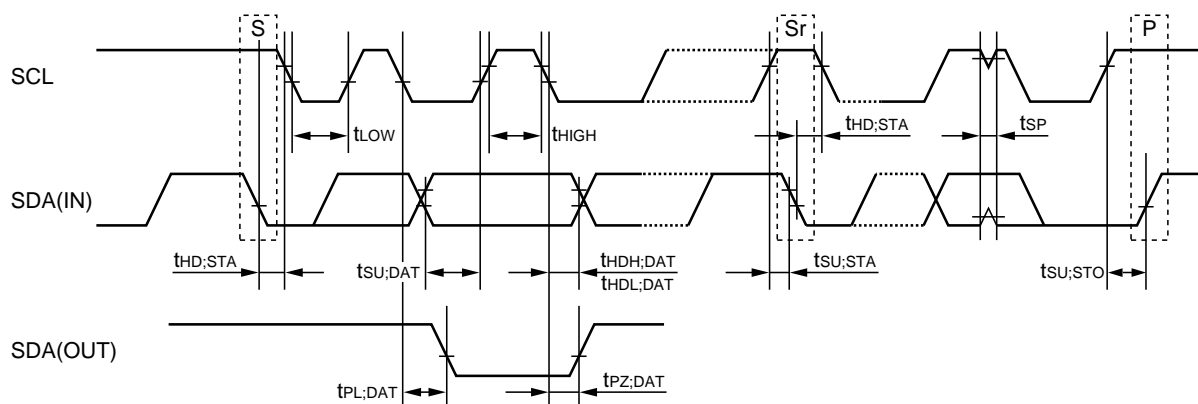 S
Sr
P
SCL
tLOW
tHIGH
tHD;STA
tSP
SDA(IN)
tHD;STA
tSU;DAT
tHDH;DAT
tHDL;DAT
tSU;STA
tSU;STO
SDA(OUT)
tPL;DAT
tPZ;DAT